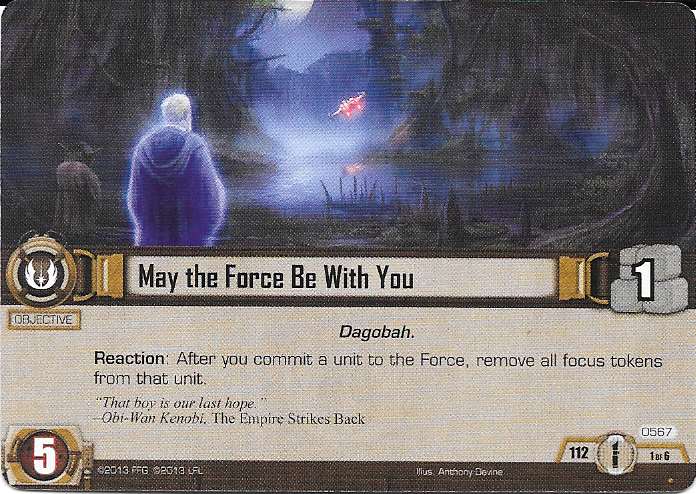 May the Force Be With You
1
OBJECTIVE
Dagobah.
Reaction: After you commit a unit to the Force, remove all focus tokens
from that unit.
"That boy is our last hope."
–Obi-Wan Kenobi, The Empire Strikes Back
5
0567
112
1 OF 6
©2013 FFG ©2013 LFL
Illus. Anthony Devine